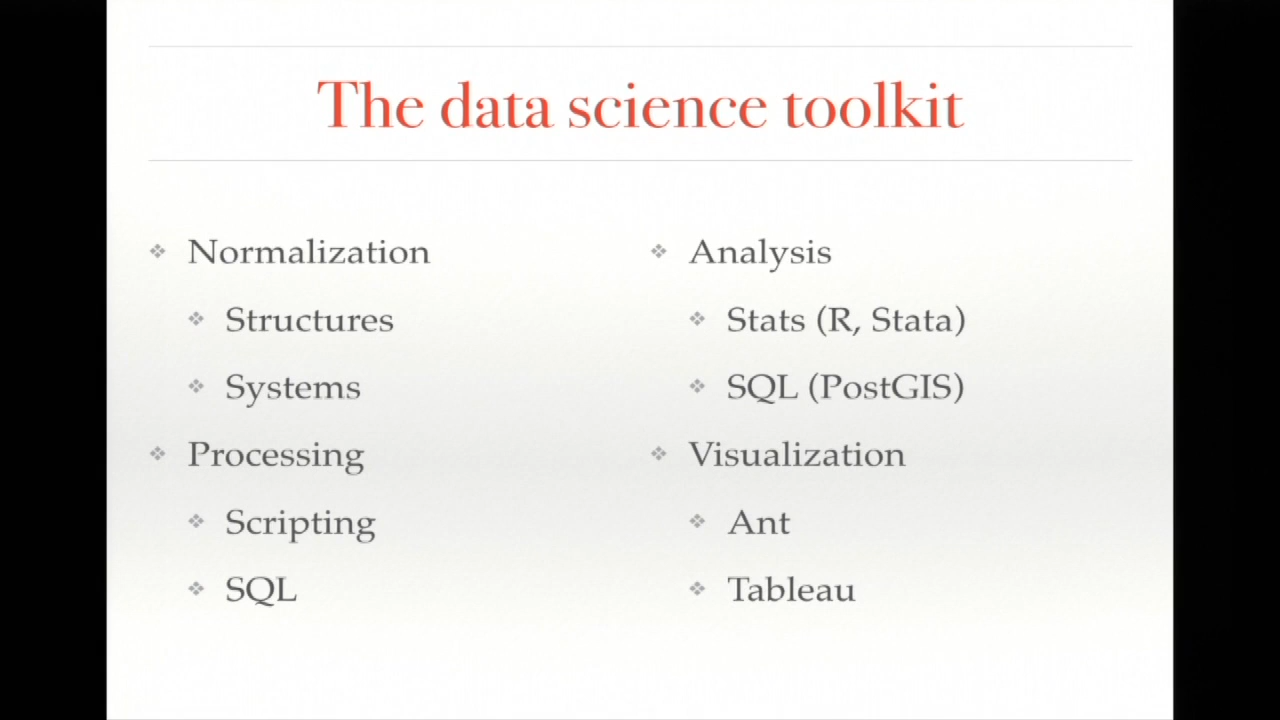 The data science toolkit
Normalization
Structures
Systems
Processing
Scripting
SQL
Analysis
Stats (R, Stata)
SQL (PostGIS)
Visualization
Ant
Tableau